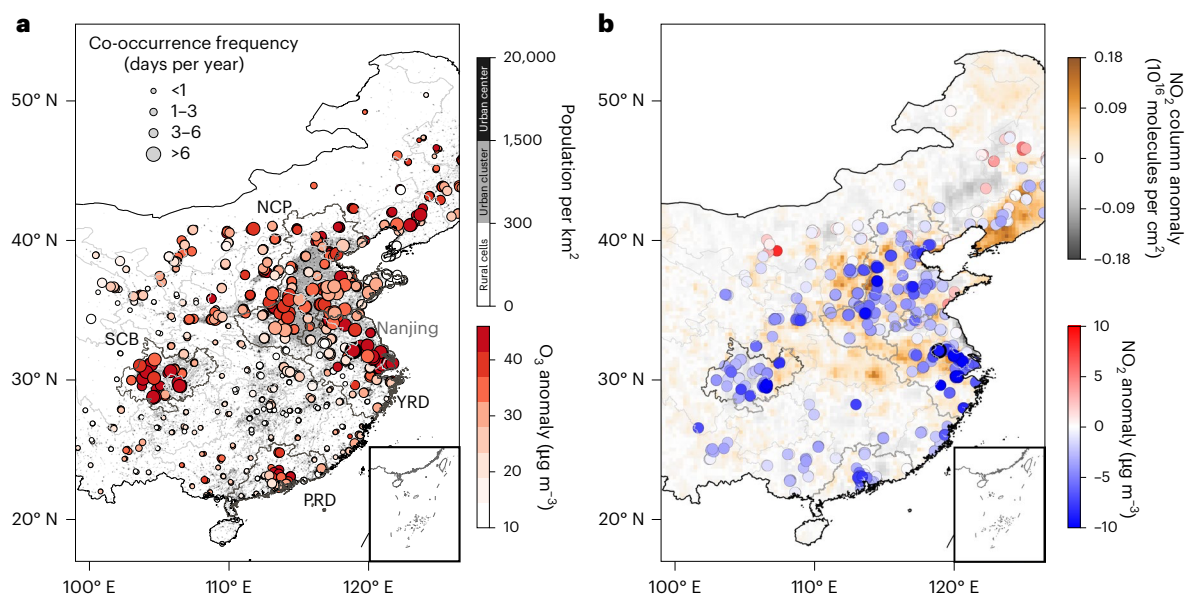 a
Co-occurrence frequency
(days per year)
<1
1–3
3–6
>6
50° N
40° N
30° N
20° N
100° E
110° E
120° E
NCP
SCB
Nanjing
YRD
PRD
20,000
1,500
300
0
Urban center
Urban cluster
Rural cells
Population per km2
40
30
20
10
O3 anomaly (µg m−3)
b
50° N
40° N
30° N
20° N
100° E
110° E
120° E
0.18
0.09
0
−0.09
−0.18
NO2 column anomaly
(1016 molecules per cm2)
10
5
0
−5
−10
NO2 anomaly (µg m−3)